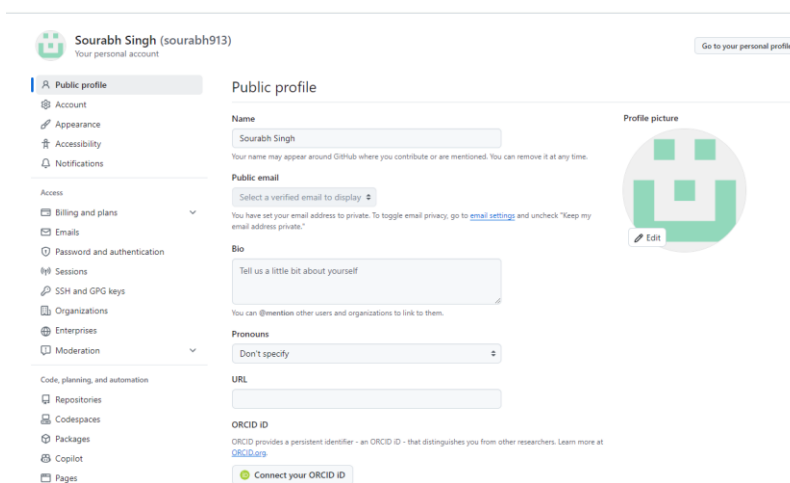 Sourabh Singh (sourabh913)
Your personal account
Go to your personal profile
Public profile
Account
Appearance
Accessibility
Notifications
Access
Billing and plans
Emails
Password and authentication
Sessions
SSH and GPG keys
Organizations
Enterprises
Moderation
Code, planning, and automation
Repositories
Codespaces
Packages
Copilot
Pages
Public profile
Name
Sourabh Singh
Your name may appear around GitHub where you contribute or are mentioned. You can remove it at any time.
Public email
Select a verified email to display
You have set your email address to private. To toggle email privacy, go to email settings and uncheck "Keep my
email address private."
Bio
Tell us a little bit about yourself
You can @mention other users and organizations to link to them.
Pronouns
Don't specify
URL
ORCID iD
ORCID provides a persistent identifier - an ORCID iD - that distinguishes you from other researchers. Learn more at
ORCID.org.
iD Connect your ORCID iD
Profile picture
Edit